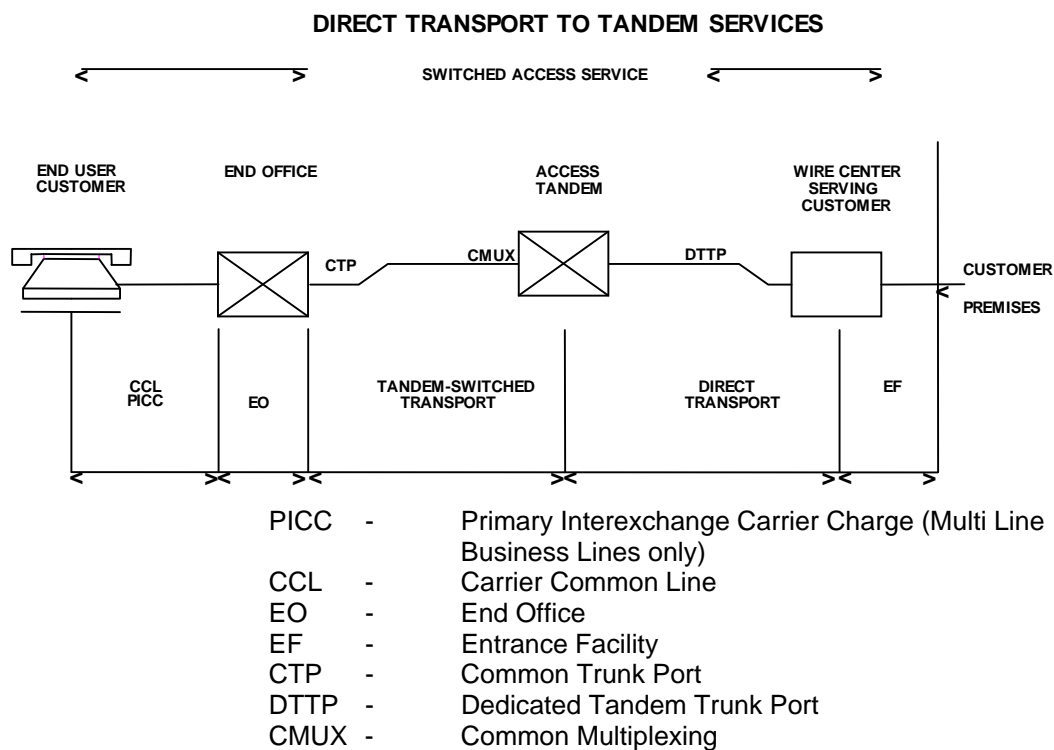 DIRECT TRANSPORT TO TANDEM SERVICES
SWITCHED ACCESS SERVICE
END USER
CUSTOMER
END OFFICE
ACCESS
TANDEM
WIRE CENTER
SERVING
CUSTOMER
CTP
CMUX
DTTP
CUSTOMER
PREMISES
CCL
PICC
EO
TANDEM-SWITCHED
TRANSPORT
DIRECT
TRANSPORT
EF
PICC - Primary Interexchange Carrier Charge (Multi Line
Business Lines only)
CCL - Carrier Common Line
EO - End Office
EF - Entrance Facility
CTP - Common Trunk Port
DTTP - Dedicated Tandem Trunk Port
CMUX - Common Multiplexing